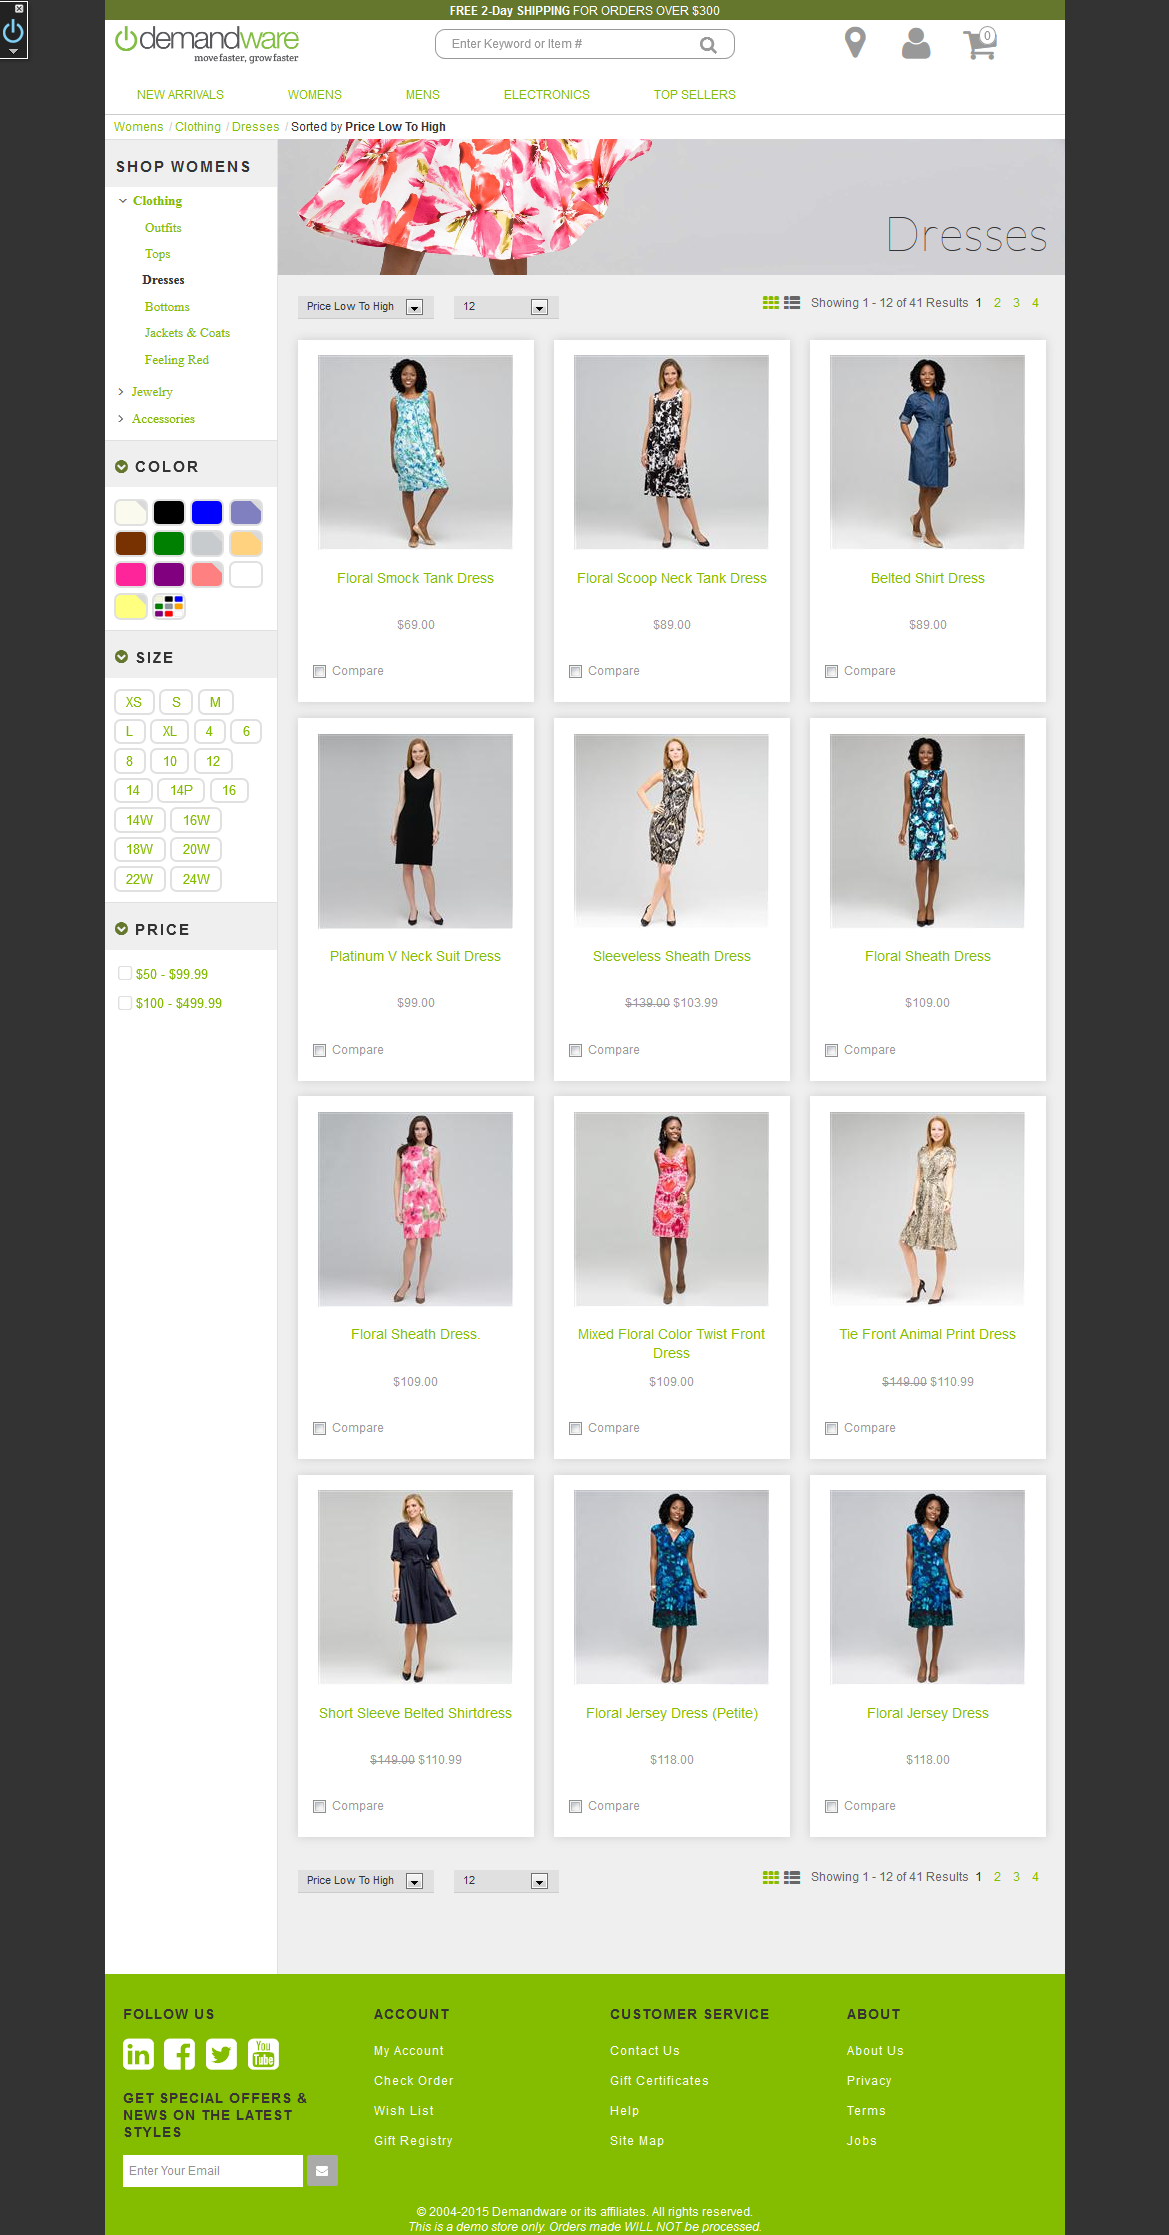 FREE 2-Day SHIPPING FOR ORDERS OVER $300
demandware
move faster, grow faster
Enter Keyword or Item #
0
NEW ARRIVALS WOMENS MENS ELECTRONICS TOP SELLERS
Womens / Clothing / Dresses / Sorted by Price Low To High
SHOP WOMENS
Clothing
Outfits
Tops
Dresses
Bottoms
Jackets & Coats
Feeling Red
Jewelry
Accessories
COLOR
SIZE
XS S M
L XL 4 6
8 10 12
14 14P 16
14W 16W
18W 20W
22W 24W
PRICE
$50 - $99.99
$100 - $499.99
Dresses
Price Low To High 12 Showing 1 - 12 of 41 Results 1 2 3 4
Floral Smock Tank Dress Floral Scoop Neck Tank Dress Belted Shirt Dress
$69.00 $89.00 $89.00
Compare Compare Compare
Platinum V Neck Suit Dress Sleeveless Sheath Dress Floral Sheath Dress
$99.00 $139.00 $103.99 $109.00
Compare Compare Compare
Floral Sheath Dress. Mixed Floral Color Twist Front Tie Front Animal Print Dress
Dress
$109.00 $109.00 $149.00 $110.99
Compare Compare Compare
Short Sleeve Belted Shirtdress Floral Jersey Dress (Petite) Floral Jersey Dress
$149.00 $110.99 $118.00 $118.00
Compare Compare Compare
Price Low To High 12 Showing 1 - 12 of 41 Results 1 2 3 4
FOLLOW US
in You Tube
GET SPECIAL OFFERS &
NEWS ON THE LATEST
STYLES
Enter Your Email
ACCOUNT
My Account
Check Order
Wish List
Gift Registry
CUSTOMER SERVICE
Contact Us
Gift Certificates
Help
Site Map
ABOUT
About Us
Privacy
Terms
Jobs
© 2004-2015 Demandware or its affiliates. All rights reserved.
This is a demo store only. Orders made WILL NOT be processed.